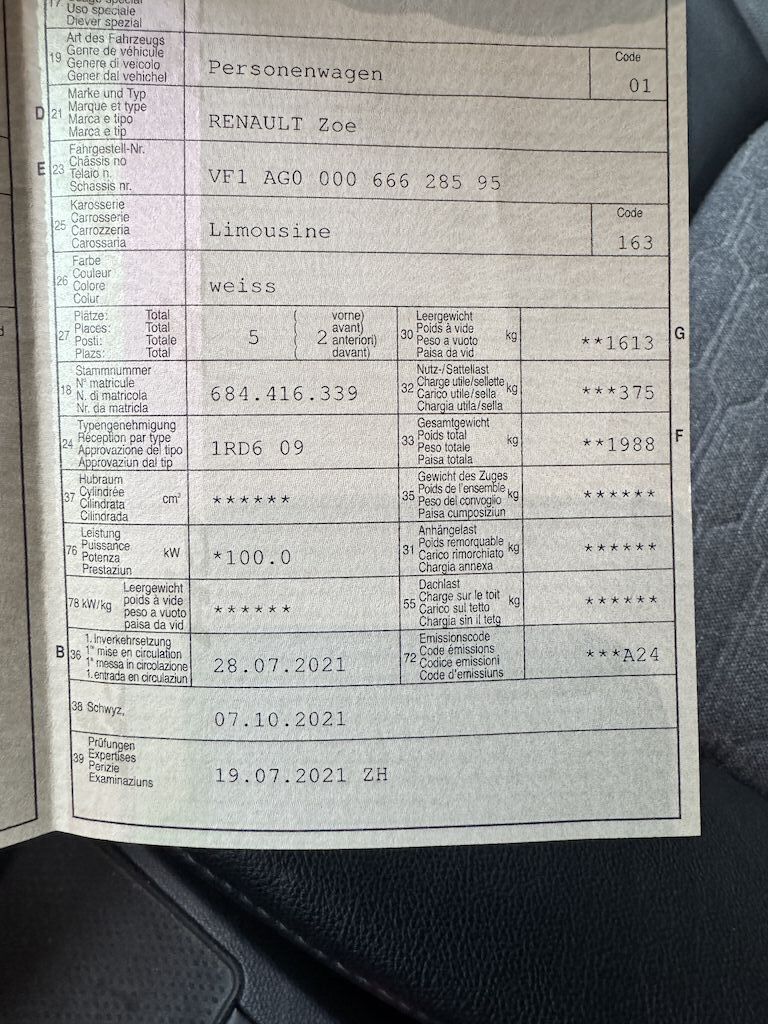 17 Usage spécial
Uso speciale
Diever spezial
19 Art des Fahrzeugs
Genre de véhicule
Genere di veicolo
Gener dal vehichel
Personenwagen
Code
01
D 21 Marke und Typ
Marque et type
Marca e tipo
Marca e tip
RENAULT Zoe
E 23 Fahrgestell-Nr.
Châssis no
Telaio n.
Schassis nr.
VF1 AG0 000 666 285 95
25 Karosserie
Carrosserie
Carrozzeria
Carossaria
Limousine
Code
163
26 Farbe
Couleur
Colore
Colur
weiss
27 Plätze: Total
Places: Total
Posti: Totale
Plazs: Total
5 ( 2 vorne)
avant)
anteriori)
davant)
30 Leergewicht
Poids à vide
Peso a vuoto
Paisa da vid
kg
**1613
G
18 Stammnummer
N° matricule
N. di matricola
Nr. da matricla
684.416.339
32 Nutz-/Sattellast
Charge utile/sellette
Carico utile/sella
Chargia utila/sella
kg
***375
24 Typengenehmigung
Réception par type
Approvazione del tipo
Approvaziun dal tip
1RD6 09
33 Gesamtgewicht
Poids total
Peso totale
Paisa totala
kg
**1988
F
37 Hubraum
Cylindrée
Cilindrata
Cilindrada
cm³
******
35 Gewicht des Zuges
Poids de l'ensemble
Peso del convoglio
Paisa cumposiziun
kg
******
76 Leistung
Puissance
Potenza
Prestaziun
kW
*100.0
31 Anhängelast
Poids remorquable
Carico rimorchiato
Chargia annexa
kg
******
78 kW/kg Leergewicht
poids à vide
peso a vuoto
paisa da vid
******
55 Dachlast
Charge sur le toit
Carico sul tetto
Chargia sin il tetg
kg
******
B 36 1. Inverkehrsetzung
1re mise en circulation
1a messa in circolazione
1. entrada en circulaziun
28.07.2021
72 Emissionscode
Code émissions
Codice emissioni
Code d'emissiuns
***A24
38 Schwyz,
07.10.2021
39 Prüfungen
Expertises
Perizie
Examinaziuns
19.07.2021 ZH